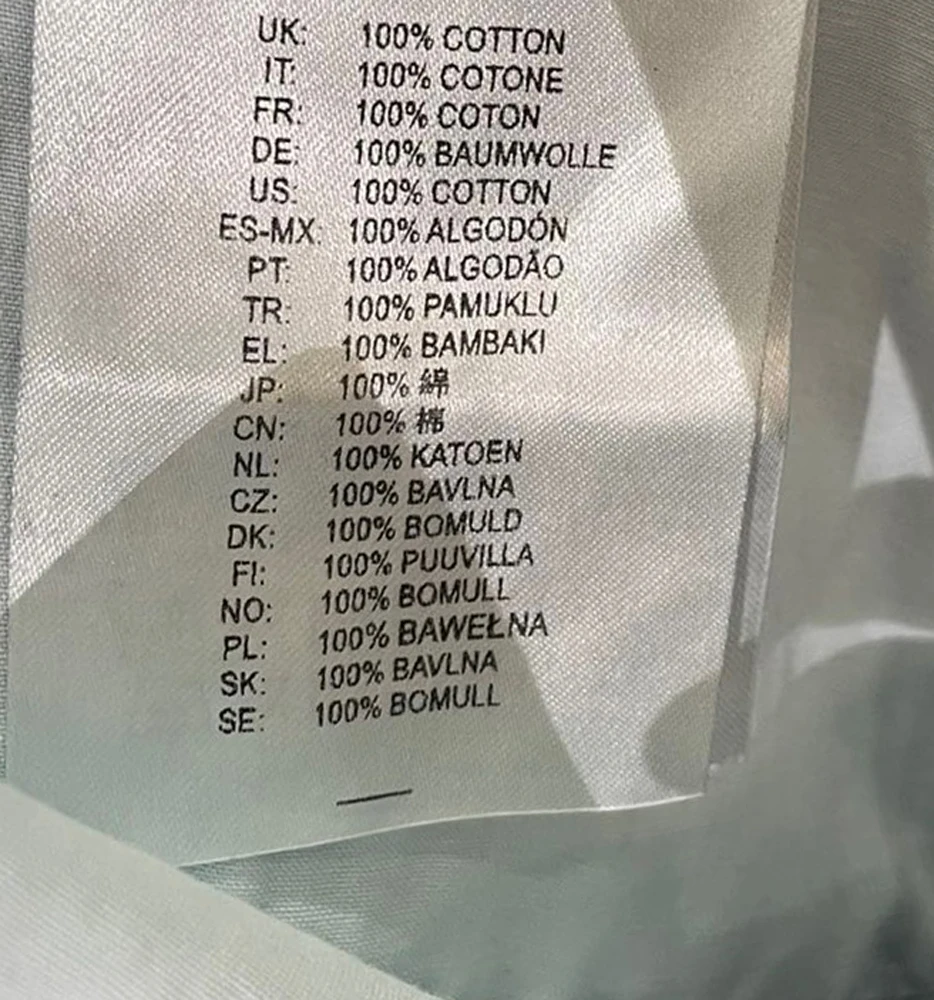 UK: 100% COTTON
IT: 100% COTONE
FR: 100% COTON
DE: 100% BAUMWOLLE
US: 100% COTTON
ES-MX: 100% ALGODÓN
PT: 100% ALGODÃO
TR: 100% PAMUKLU
EL: 100% BAMBAKI
JP: 100% 綿
CN: 100% 棉
NL: 100% KATOEN
CZ: 100% BAVLNA
DK: 100% BOMULD
FI: 100% PUUVILLA
NO: 100% BOMULL
PL: 100% BAWEŁNA
SK: 100% BAVLNA
SE: 100% BOMULL